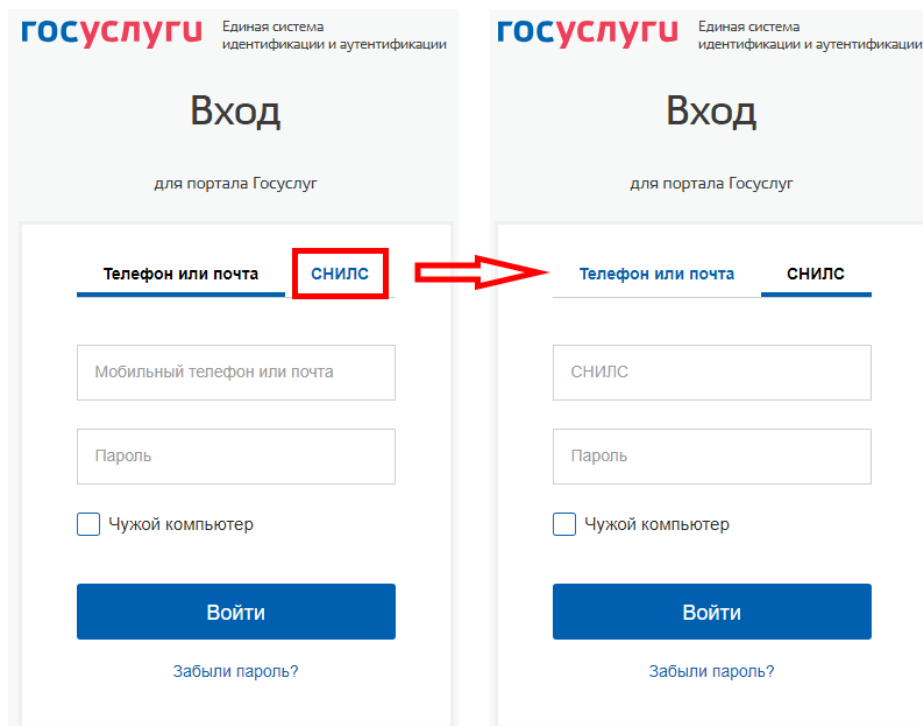 госуслуги Единая система
идентификации и аутентификации
Вход
для портала Госуслуг
Телефон или почта СНИЛС
Мобильный телефон или почта
Пароль
Чужой компьютер
Войти
Забыли пароль?
госуслуги Единая система
идентификации и аутентификации
Вход
для портала Госуслуг
Телефон или почта СНИЛС
СНИЛС
Пароль
Чужой компьютер
Войти
Забыли пароль?